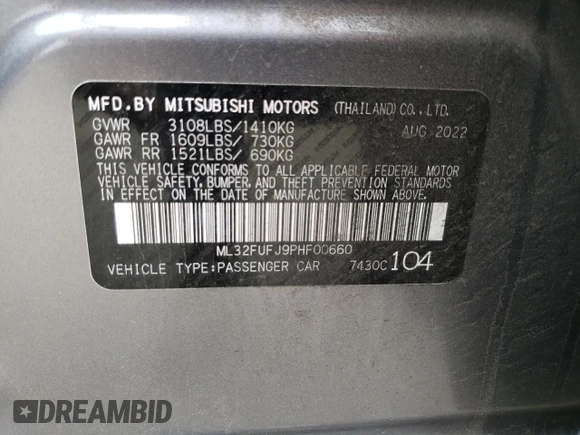 MFD.BY MITSUBISHI MOTORS (THAILAND) CO., LTD.
GVWR 3108LBS/1410KG AUG 2022
GAWR FR 1609LBS/ 730KG
GAWR RR 1521LBS/ 690KG
THIS VEHICLE CONFORMS TO ALL APPLICABLE FEDERAL MOTOR
VEHICLE SAFETY, BUMPER, AND THEFT PREVENTION STANDARDS
IN EFFECT ON THE DATE OF MANUFACTURE SHOWN ABOVE.
ML32FUFJ9PHF00660
VEHICLE TYPE:PASSENGER CAR 7430C 104
DREAMBID